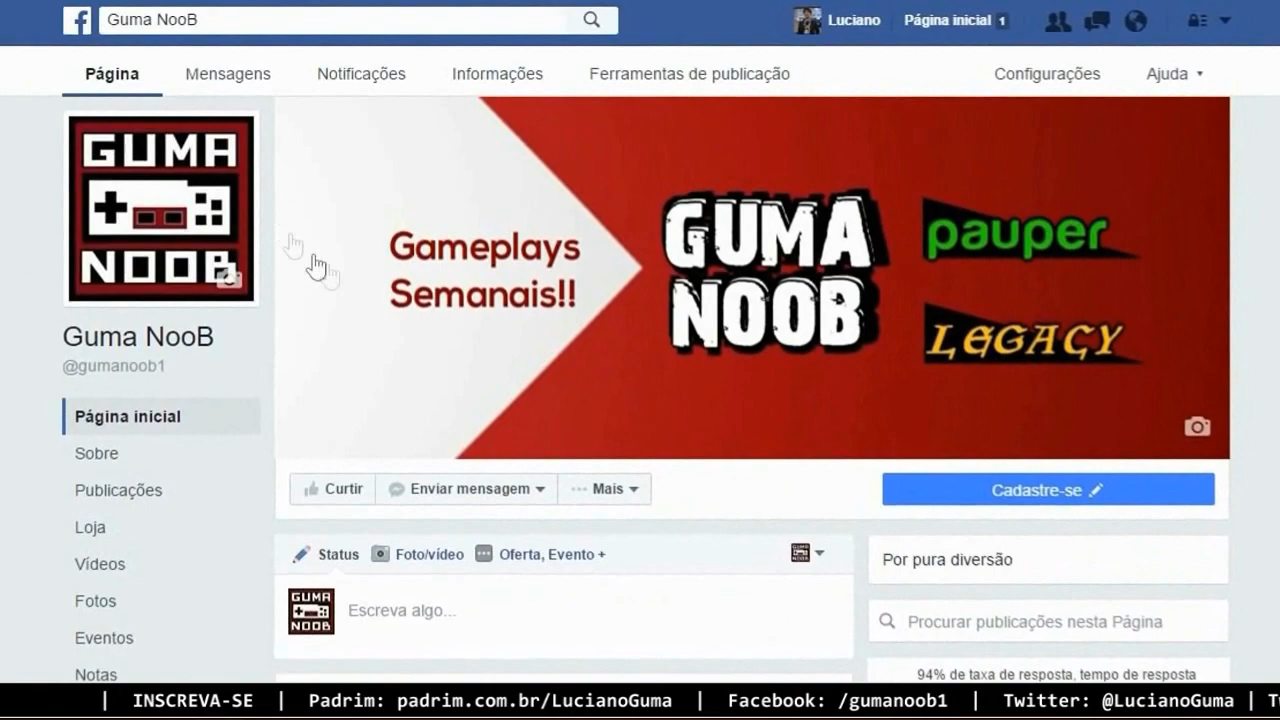 Guma NooB
Luciano
Página inicial 1
Página
Mensagens
Notificações
Informações
Ferramentas de publicação
Configurações
Ajuda
GUMA
NOOB
Guma NooB
@gumanoob1
Página inicial
Sobre
Publicações
Loja
Vídeos
Fotos
Eventos
Notas
Gameplays
Semanais!!
GUMA
NOOB
pauper
LEGACY
Curtir
Enviar mensagem
Mais
Cadastre-se
Status
Foto/vídeo
Oferta, Evento +
GUMA
NOOB
Escreva algo...
Por pura diversão
Procurar publicações nesta Página
94% de taxa de resposta, tempo de resposta
| INSCREVA-SE | Padrim: padrim.com.br/LucianoGuma | Facebook: /gumanoob1 | Twitter: @LucianoGuma | T